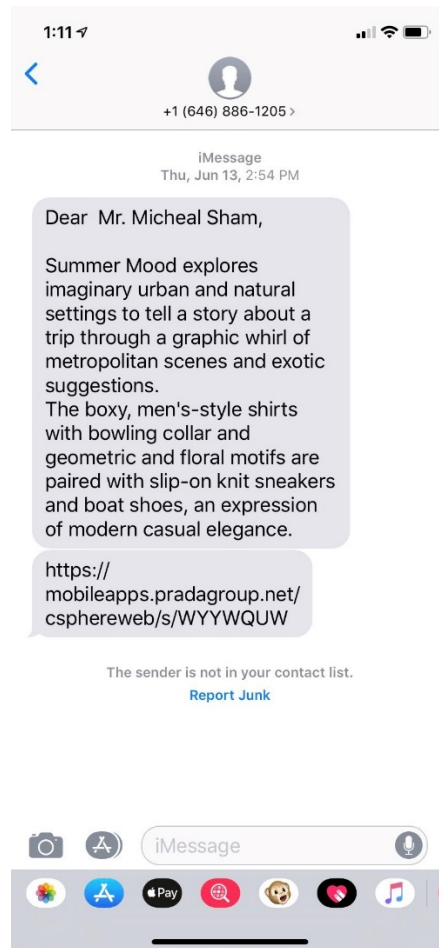 1:11
+1 (646) 886-1205 >
iMessage
Thu, Jun 13, 2:54 PM
Dear  Mr. Micheal Sham,
Summer Mood explores
imaginary urban and natural
settings to tell a story about a
trip through a graphic whirl of
metropolitan scenes and exotic
suggestions.
The boxy, men's-style shirts
with bowling collar and
geometric and floral motifs are
paired with slip-on knit sneakers
and boat shoes, an expression
of modern casual elegance.
https://
mobileapps.pradagroup.net/
csphereweb/s/WYYWQUW
The sender is not in your contact list.
Report Junk
iMessage
Pay